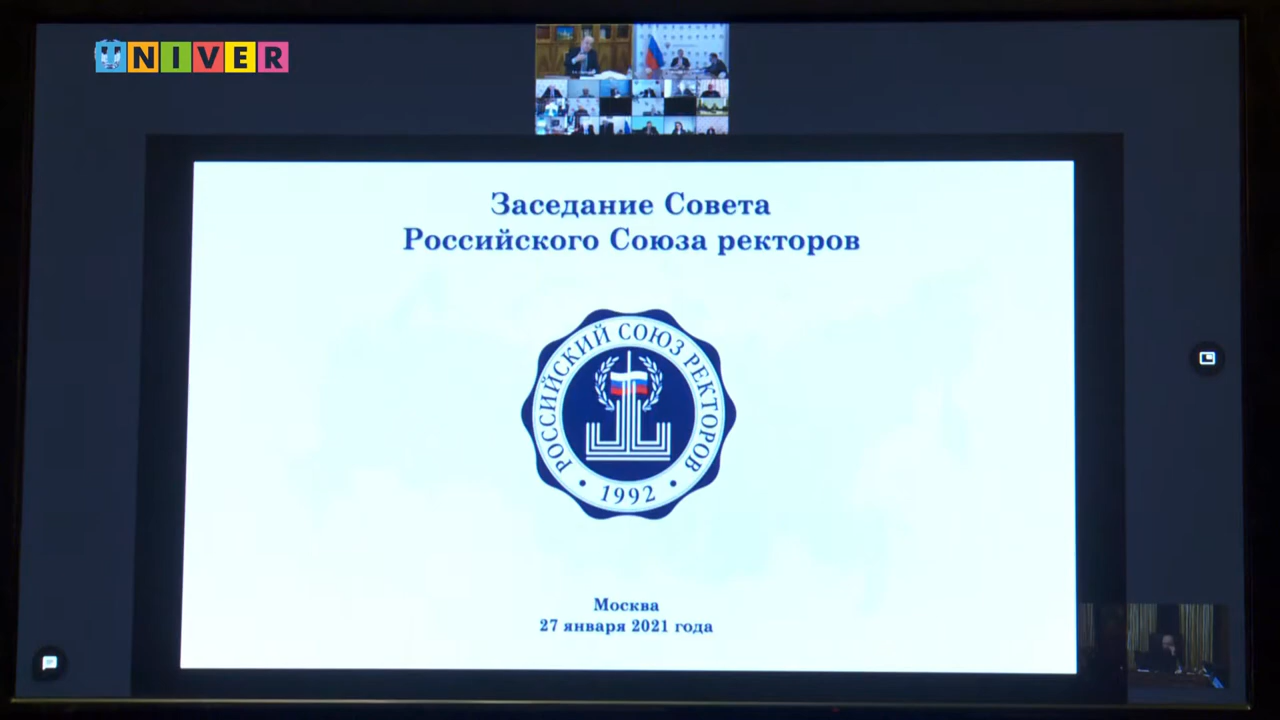 UNIVER
Заседание Совета
Российского Союза ректоров
РОССИЙСКИЙ СОЮЗ РЕКТОРОВ
• 1992 •
Москва
27 января 2021 года